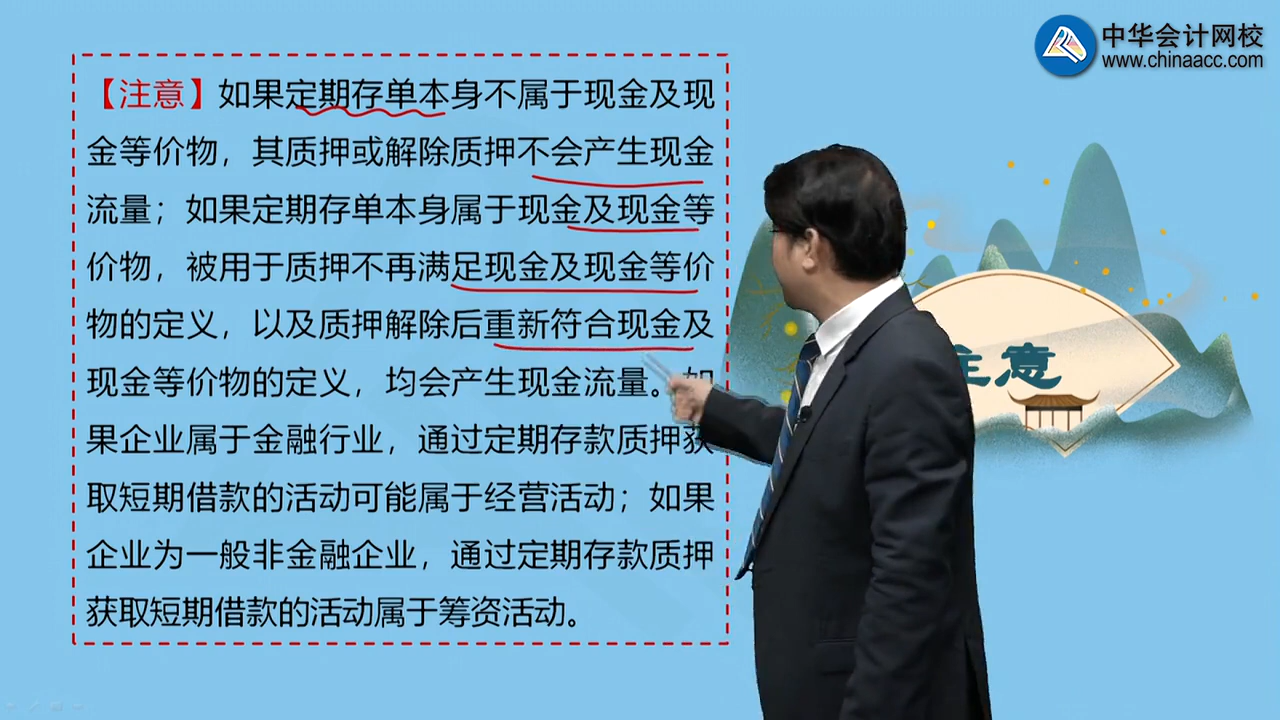 中华会计网校
www.chinaacc.com
【注意】如果定期存单本身不属于现金及现
金等价物，其质押或解除质押不会产生现金
流量；如果定期存单本身属于现金及现金等
价物，被用于质押不再满足现金及现金等价
物的定义，以及质押解除后重新符合现金及
现金等价物的定义，均会产生现金流量。如
果企业属于金融行业，通过定期存款质押获
取短期借款的活动可能属于经营活动；如果
企业为一般非金融企业，通过定期存款质押
获取短期借款的活动属于筹资活动。
注意